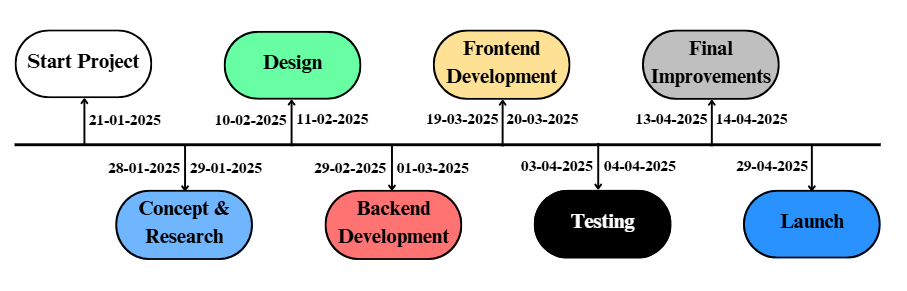 Start Project
Design
Frontend
Development
Final
Improvements
21-01-2025
10-02-2025 11-02-2025
19-03-2025 20-03-2025
13-04-2025 14-04-2025
28-01-2025 29-01-2025
29-02-2025 01-03-2025
03-04-2025 04-04-2025
29-04-2025
Concept &
Research
Backend
Development
Testing
Launch